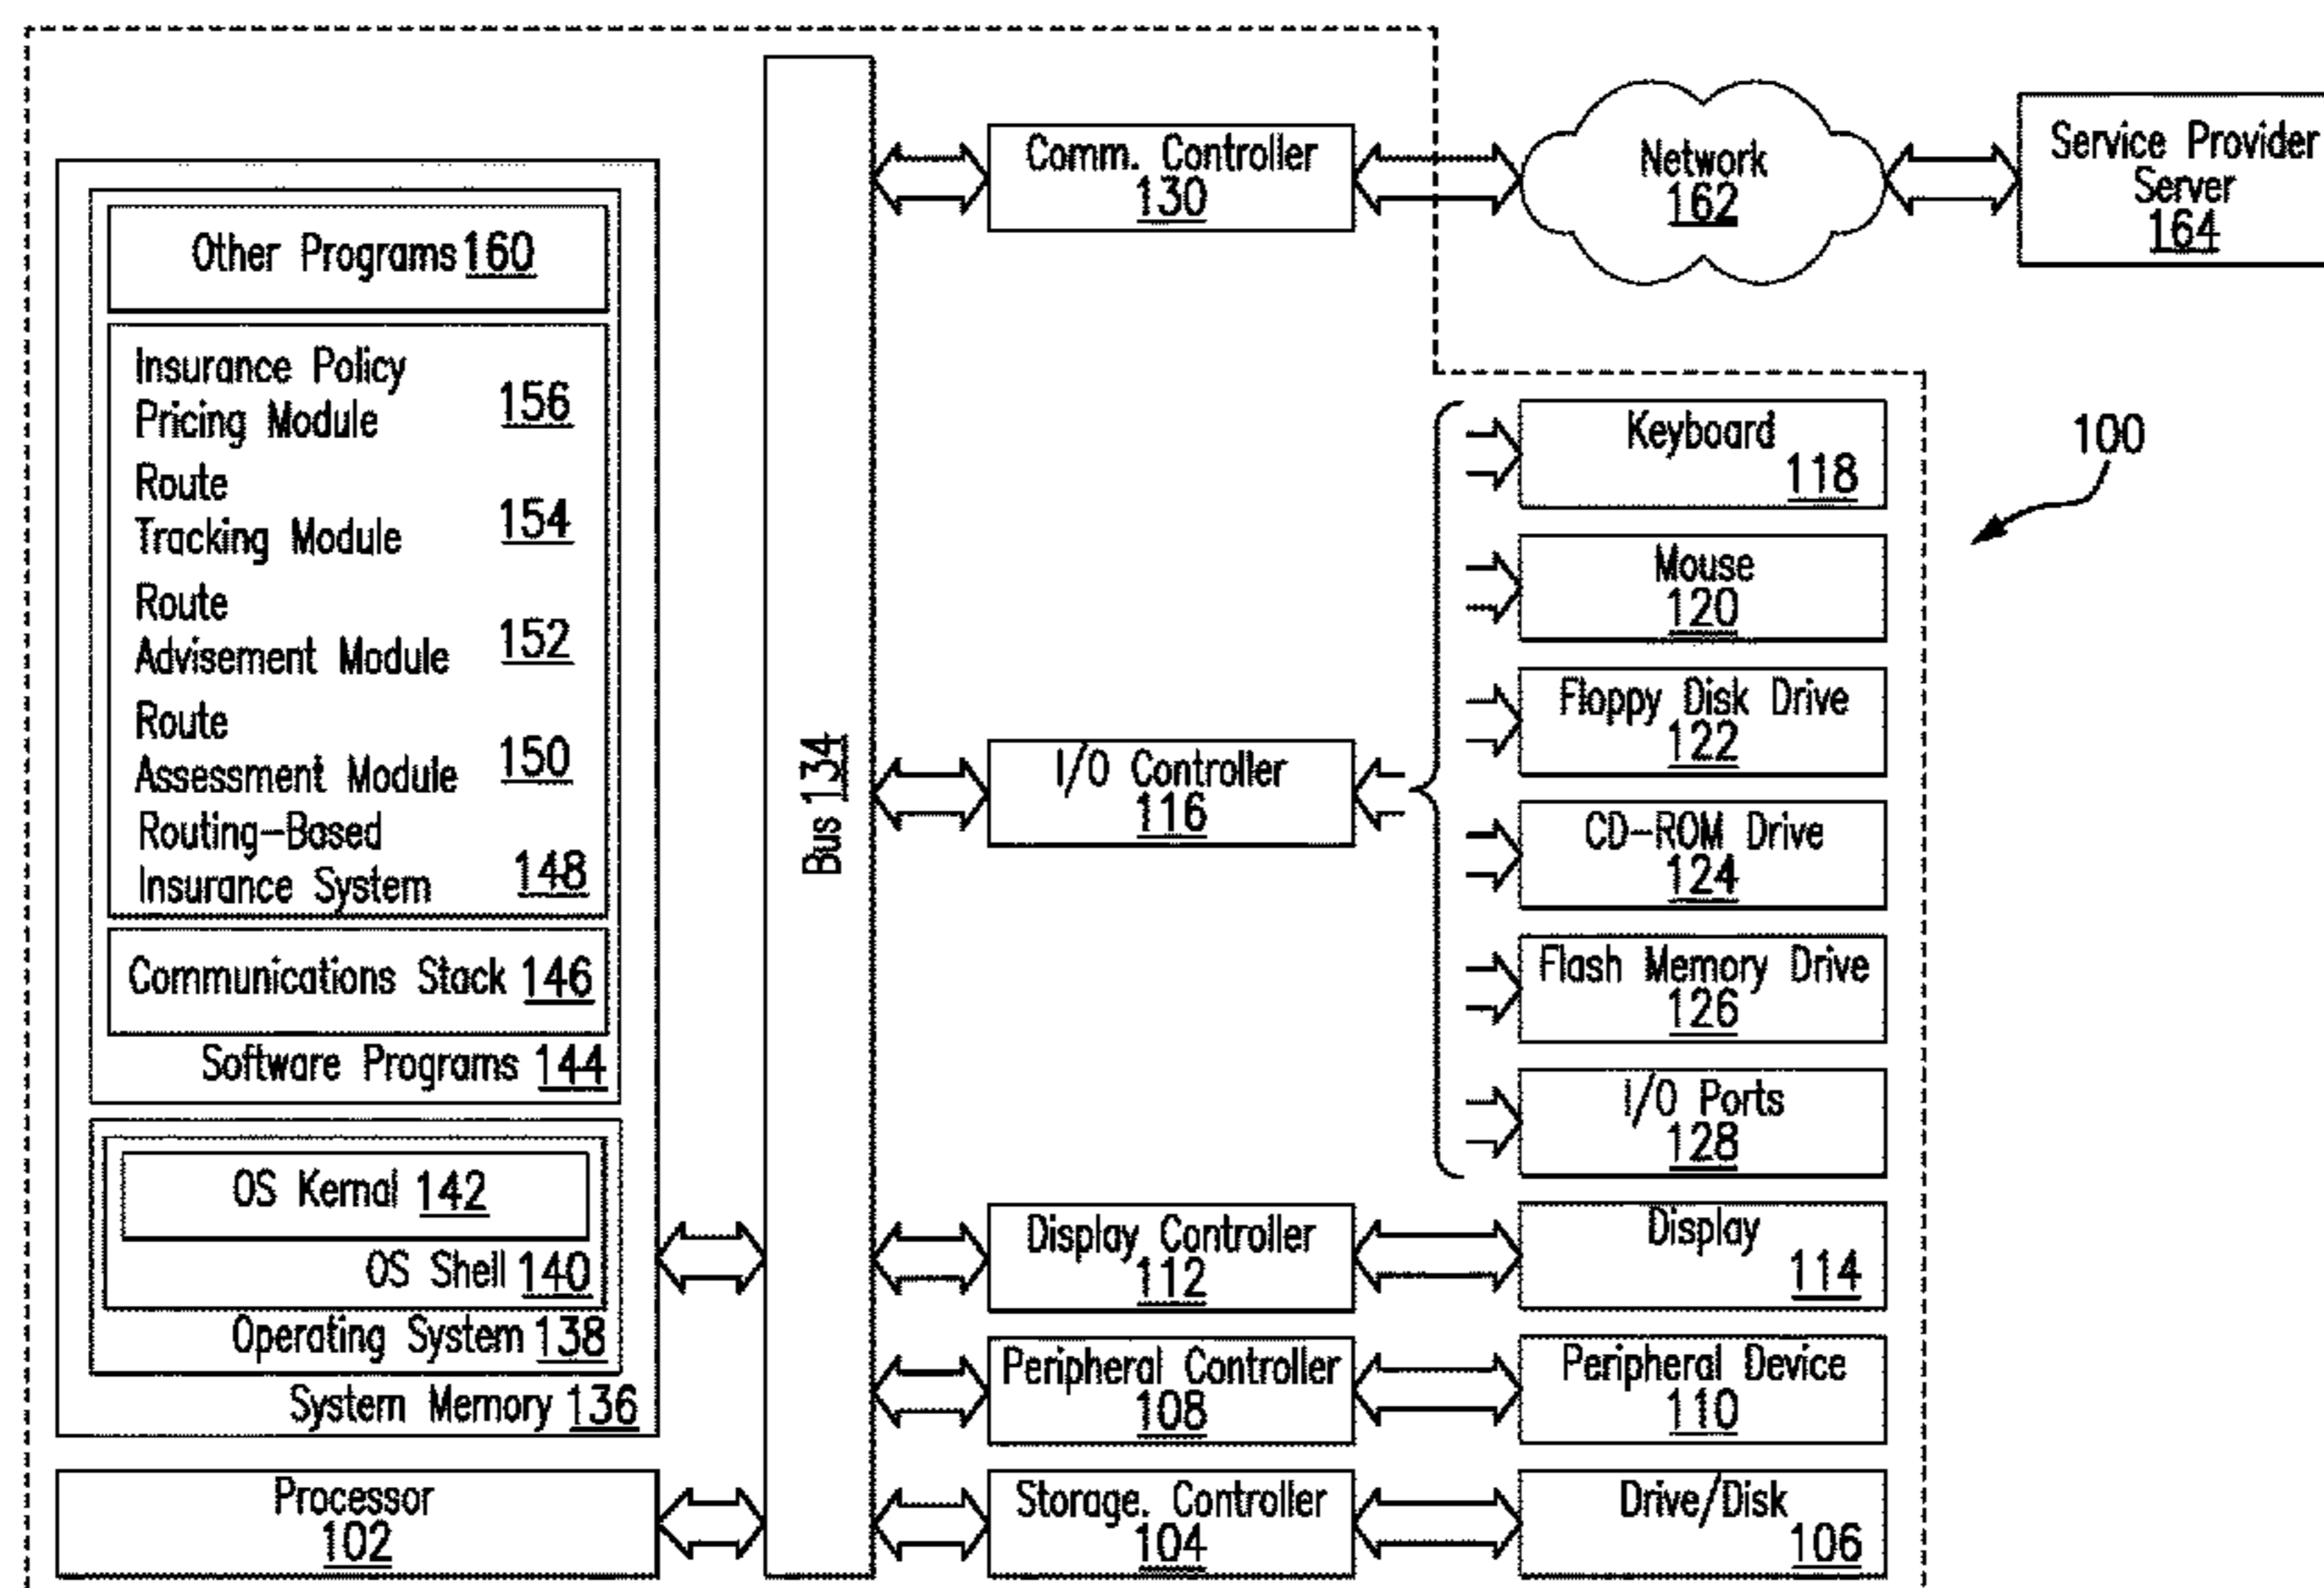 Other Programs 160
Insurance Policy
Pricing Module 156
Route
Tracking Module 154
Route
Advisement Module 152
Route
Assessment Module 150
Routing-Based
Insurance System 148
Communications Stack 146
Software Programs 144
OS Kernal 142
OS Shell 140
Operating System 138
System Memory 136
Processor
102
Bus 134
Comm. Controller
130
I/O Controller
116
Display Controller
112
Peripheral Controller
108
Storage. Controller
104
Network
162
Service Provider
Server
164
100
Keyboard
118
Mouse
120
Floppy Disk Drive
122
CD-ROM Drive
124
Flash Memory Drive
126
I/O Ports
128
Display
114
Peripheral Device
110
Drive/Disk
106